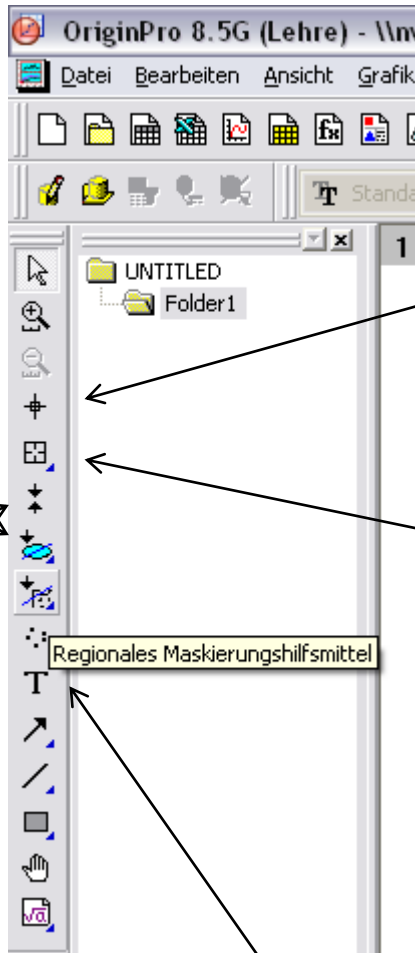 OriginPro 8.5G (Lehre) - \\nv
Datei Bearbeiten Ansicht Grafik
Standa
1
UNTITLED
Folder1
Regionales Maskierungshilfsmittel
T